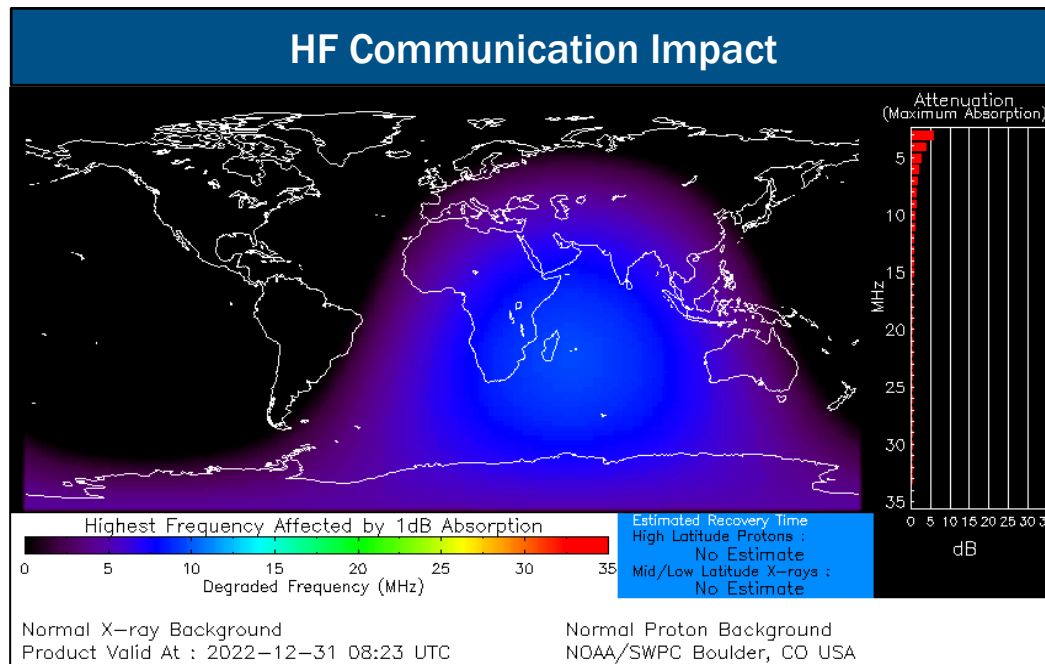 HF Communication Impact
Attenuation
(Maximum Absorption)
5
10
15
20
25
30
35
MHz
0 5 10 15 20 25 30 3
dB
Highest Frequency Affected by 1dB Absorption
0 5 10 15 20 25 30 35
Degraded Frequency (MHz)
Estimated Recovery Time
High Latitude Protons :
No Estimate
Mid/Low Latitude X-rays :
No Estimate
Normal X-ray Background
Product Valid At : 2022-12-31 08:23 UTC
Normal Proton Background
NOAA/SWPC Boulder, CO USA